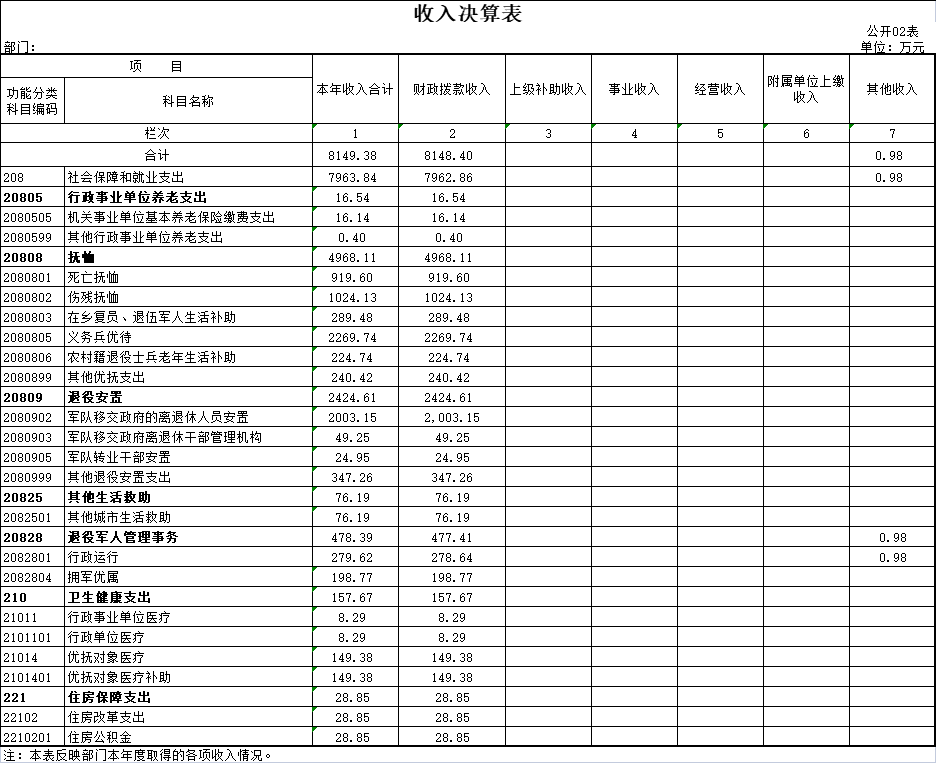 收入决算表
公开02表
部门： 单位：万元
项 目 本年收入合计 财政拨款收入 上级补助收入 事业收入 经营收入 附属单位上缴收入 其他收入
功能分类科目编码 科目名称
栏次 1 2 3 4 5 6 7
合计 8149.38 8148.40 0.98
208 社会保障和就业支出 7963.84 7962.86 0.98
20805 行政事业单位养老支出 16.54 16.54
2080505 机关事业单位基本养老保险缴费支出 16.14 16.14
2080599 其他行政事业单位养老支出 0.40 0.40
20808 抚恤 4968.11 4968.11
2080801 死亡抚恤 919.60 919.60
2080802 伤残抚恤 1024.13 1024.13
2080803 在乡复员、退伍军人生活补助 289.48 289.48
2080805 义务兵优待 2269.74 2269.74
2080806 农村籍退役士兵老年生活补助 224.74 224.74
2080899 其他优抚支出 240.42 240.42
20809 退役安置 2424.61 2424.61
2080902 军队移交政府的离退休人员安置 2003.15 2,003.15
2080903 军队移交政府离退休干部管理机构 49.25 49.25
2080905 军队转业干部安置 24.95 24.95
2080999 其他退役安置支出 347.26 347.26
20825 其他生活救助 76.19 76.19
2082501 其他城市生活救助 76.19 76.19
20828 退役军人管理事务 478.39 477.41 0.98
2082801 行政运行 279.62 278.64 0.98
2082804 拥军优属 198.77 198.77
210 卫生健康支出 157.67 157.67
21011 行政事业单位医疗 8.29 8.29
2101101 行政单位医疗 8.29 8.29
21014 优抚对象医疗 149.38 149.38
2101401 优抚对象医疗补助 149.38 149.38
221 住房保障支出 28.85 28.85
22102 住房改革支出 28.85 28.85
2210201 住房公积金 28.85 28.85
注：本表反映部门本年度取得的各项收入情况。